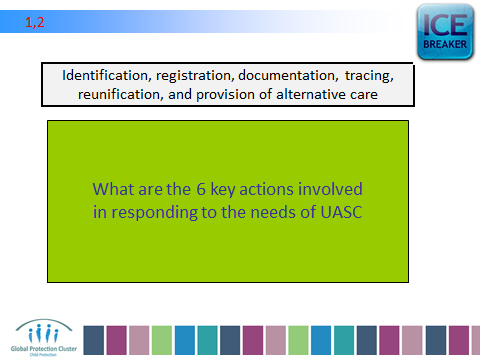 1,2
ICE
BREAKER
Identification, registration, documentation, tracing,
reunification, and provision of alternative care
What are the 6 key actions involved
in responding to the needs of UASC
Global Protection Cluster
Child Protection